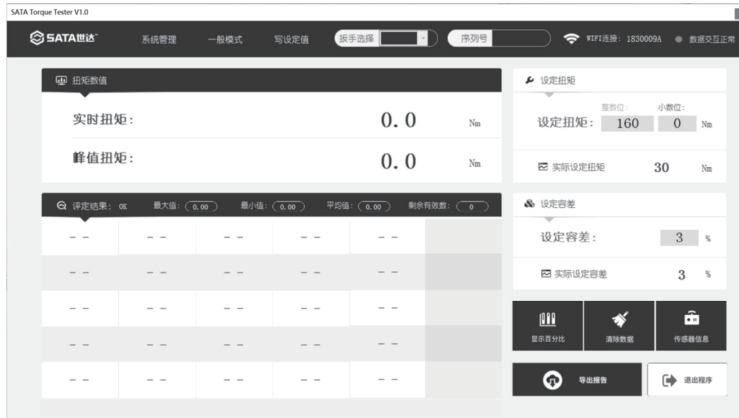 SATA Torque Tester V1.0
SATA世达
系统管理
一般模式
写设定值
扳手选择
序列号
WIFI连接: 1830009A
数据交互正常
扭矩数值
实时扭矩: 0.0 Nm
峰值扭矩: 0.0 Nm
设定扭矩
整数位: 小数位:
设定扭矩: 160 0 Nm
实际设定扭矩 30 Nm
评定结果: OK 最大值: 0.00 最小值: 0.00 平均值: 0.00 剩余有效数: 0
-- -- -- -- --
-- -- -- -- --
-- -- -- -- --
-- -- -- -- --
-- -- -- -- --
设定容差
设定容差: 3 %
实际设定容差 3 %
显示百分比
清除数据
传感器信息
导出报告
退出程序